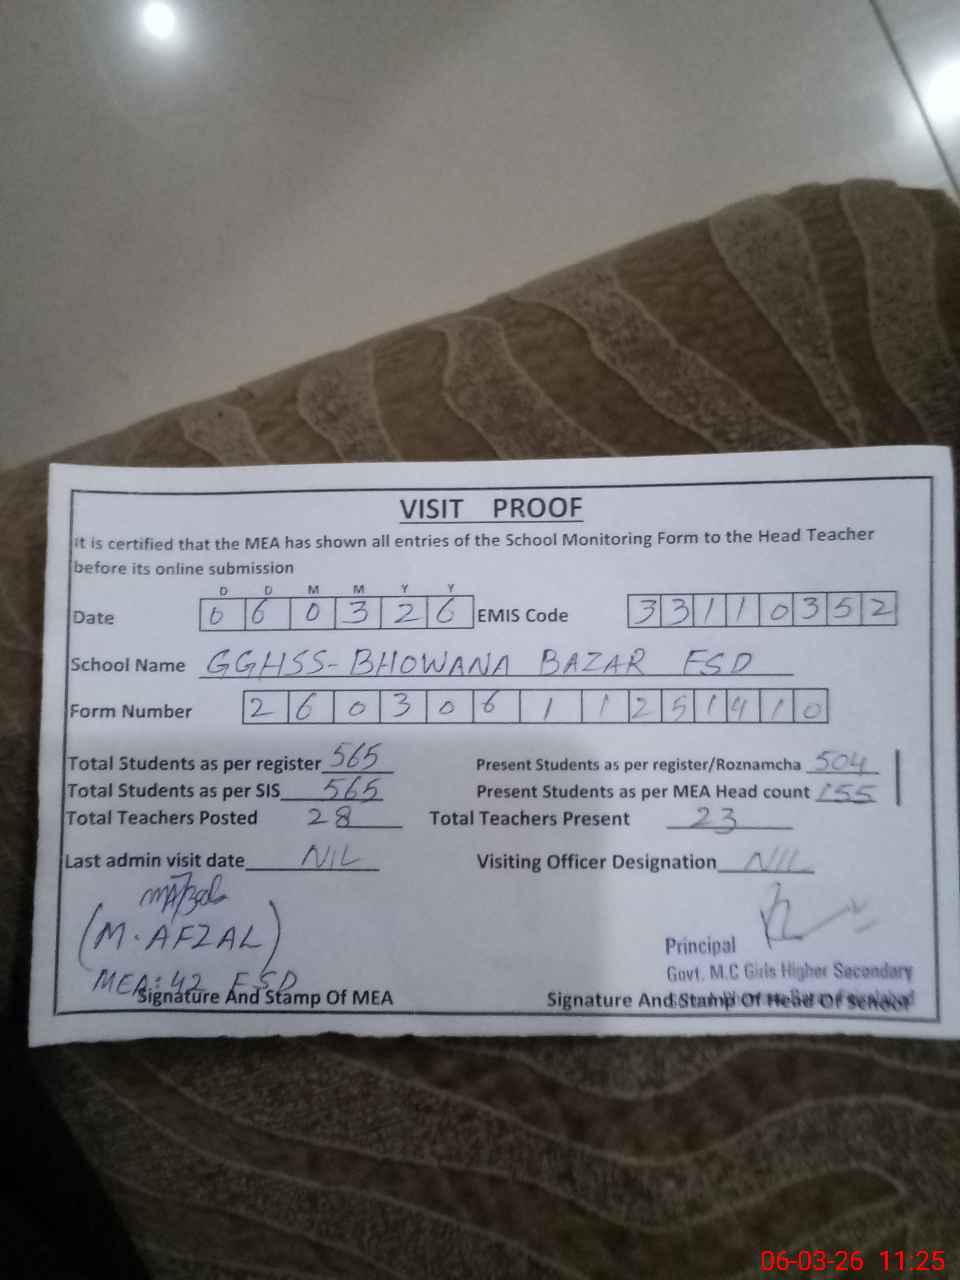 VISIT PROOF
It is certified that the MEA has shown all entries of the School Monitoring Form to the Head Teacher
before its online submission
D D M M Y Y
Date 0 6 0 3 2 6 EMIS Code 3 3 1 1 0 3 5 2
School Name GGHSS-BHOWANA BAZAR FSD
Form Number 2 6 0 3 0 6 1 1 2 5 1 4 1 0
Total Students as per register 565 Present Students as per register/Roznamcha 504
Total Students as per SIS 565 Present Students as per MEA Head count 155
Total Teachers Posted 28 Total Teachers Present 23
Last admin visit date NIL Visiting Officer Designation NIL
(M. AFZAL)
MEA: 42 FSD
Principal
Govt. M.C Girls Higher Secondary
Signature And Stamp Of MEA Signature And Stamp Of Head Of School
06-03-26 11:25